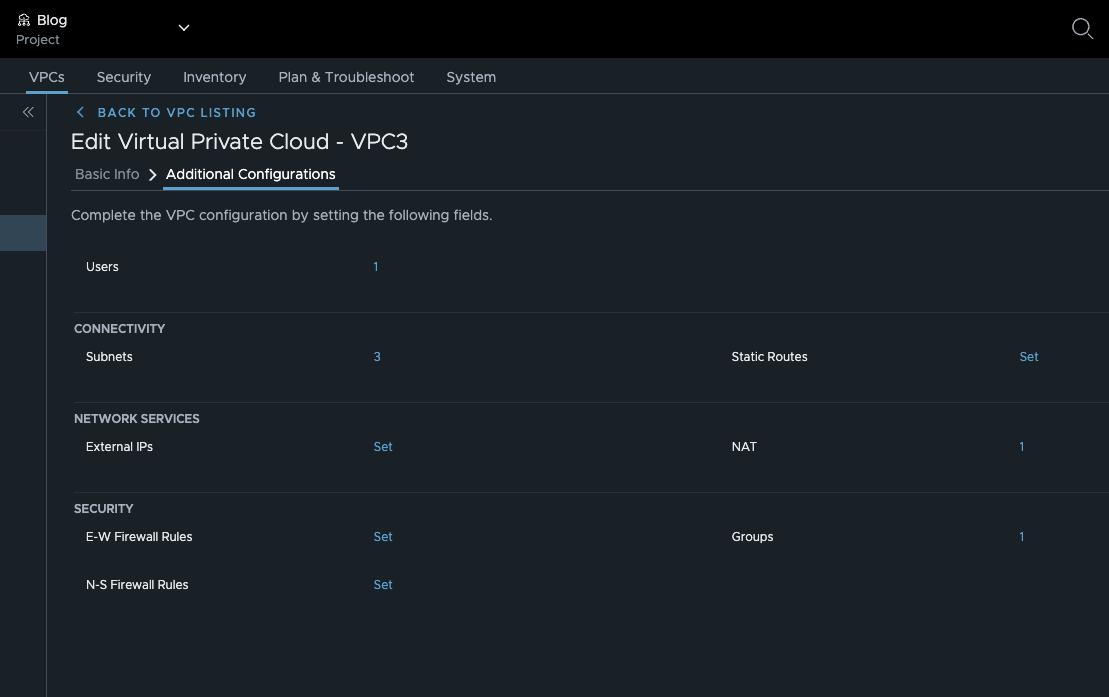 Blog
Project
VPCs Security Inventory Plan & Troubleshoot System
BACK TO VPC LISTING
Edit Virtual Private Cloud - VPC3
Basic Info Additional Configurations
Complete the VPC configuration by setting the following fields.
Users 1
CONNECTIVITY
Subnets 3 Static Routes Set
NETWORK SERVICES
External IPs Set NAT 1
SECURITY
E-W Firewall Rules Set Groups 1
N-S Firewall Rules Set